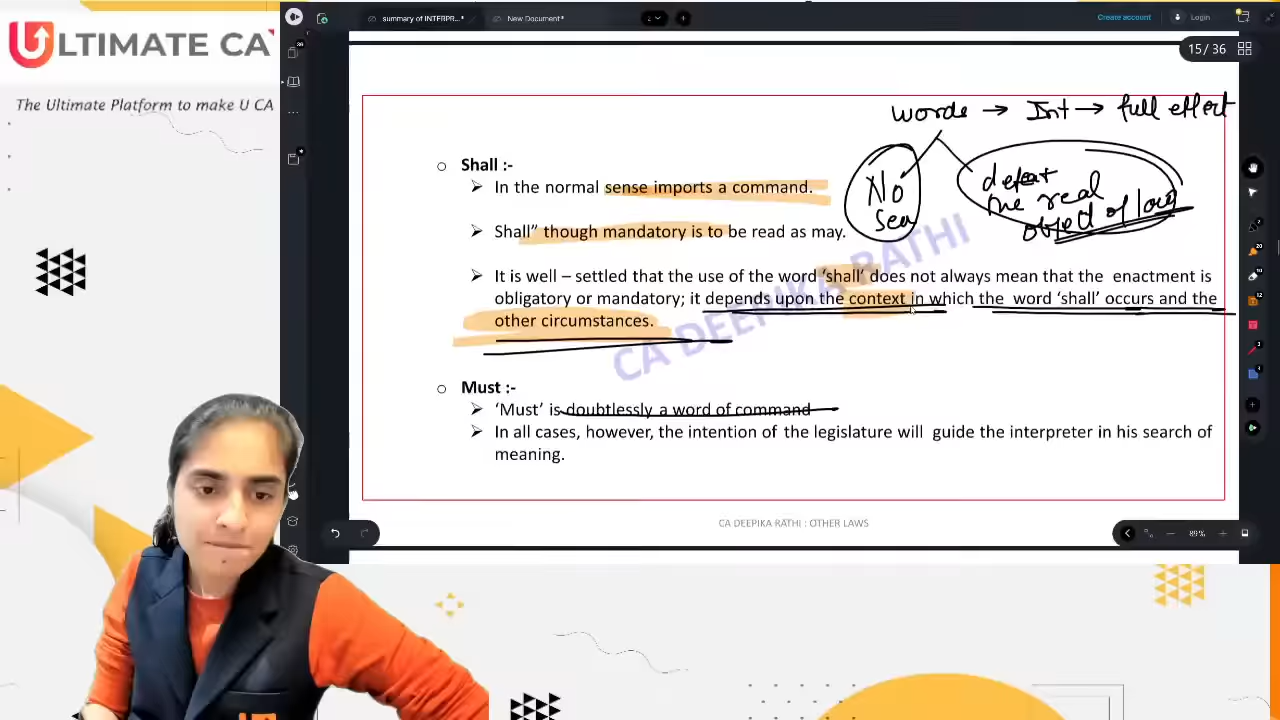 ULTIMATE CA
The Ultimate Platform to make U CA
summary of INTERPR...*
New Document*
Create account
Login
15/36
words → Int → full effort
No
Sen
defeat
the real
object of law
Shall :-
In the normal sense imports a command.
Shall” though mandatory is to be read as may.
It is well – settled that the use of the word ‘shall’ does not always mean that the enactment is
obligatory or mandatory; it depends upon the context in which the word ‘shall’ occurs and the
other circumstances.
CA DEEPIKA RATHI
Must :-
‘Must’ is doubtlessly a word of command
In all cases, however, the intention of the legislature will guide the interpreter in his search of
meaning.
CA DEEPIKA RATHI : OTHER LAWS
89%